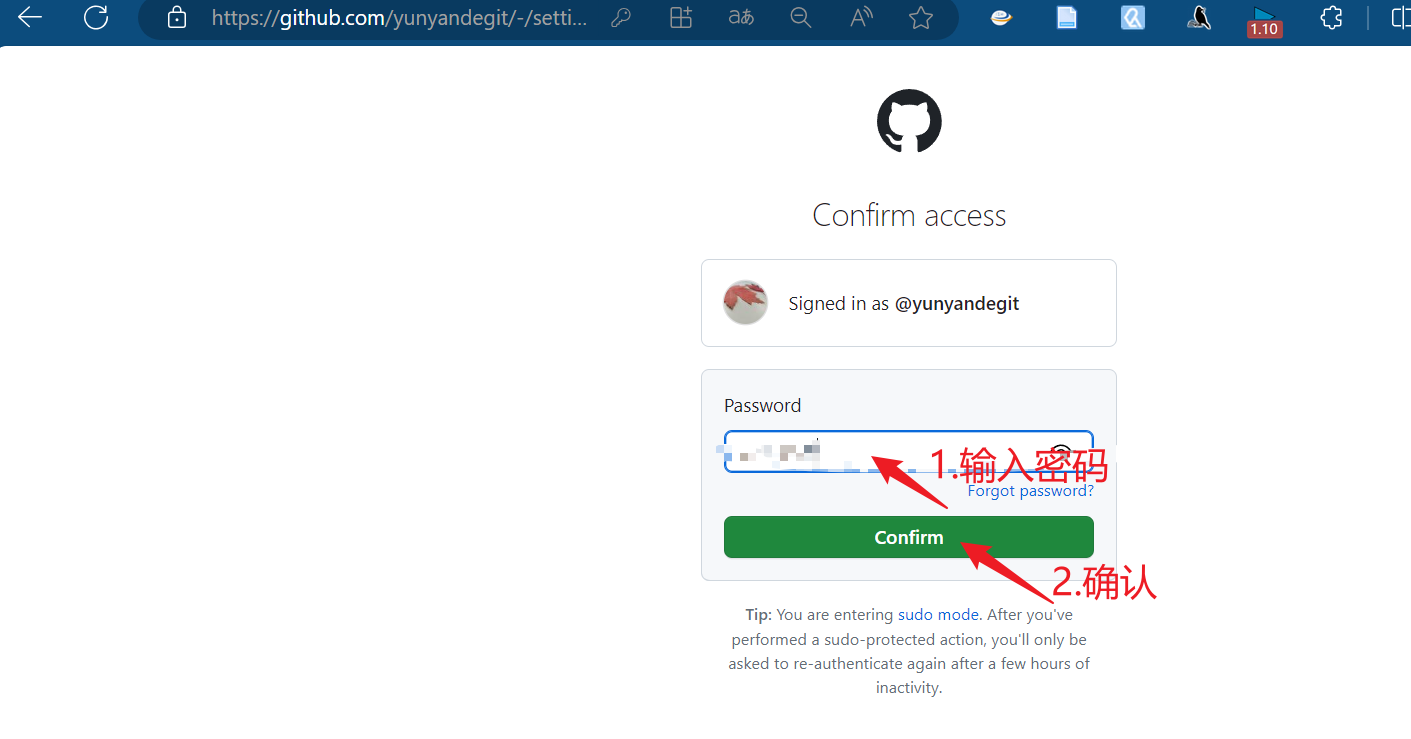 https://github.com/yunyandegit/-/setti...
aあ
A
1.10
Confirm access
Signed in as @yunyandegit
Password
1.输入密码
Forgot password?
Confirm
2.确认
Tip: You are entering sudo mode. After you've
performed a sudo-protected action, you'll only be
asked to re-authenticate again after a few hours of
inactivity.